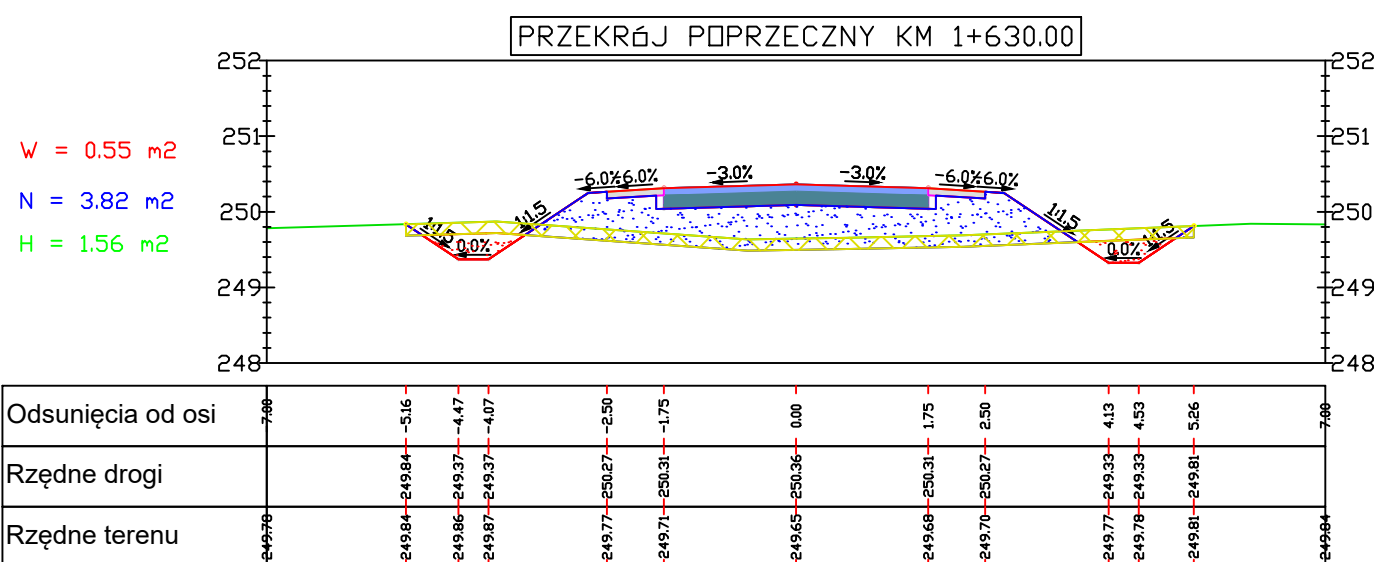 PRZEKRÓJ POPRZECZNY KM 1+630.00
252 252
251 251
W = 0.55 m2
-6.0% -6.0% -3.0% -3.0% -6.0% -6.0%
N = 3.82 m2
250 250
1:1.5 1:1.5 1:1.5 1:1.5
H = 1.56 m2
0.0% 0.0%
249 249
248 248
Odsunięcia od osi 7.00 -5.16 -4.47 -4.07 -2.50 -1.75 0.00 1.75 2.50 4.13 4.53 5.26 7.00
Rzędne drogi 249.84 249.37 249.37 250.27 250.31 250.36 250.31 250.27 249.33 249.33 249.81
Rzędne terenu 249.78 249.84 249.86 249.87 249.77 249.71 249.65 249.68 249.70 249.77 249.78 249.81 249.84